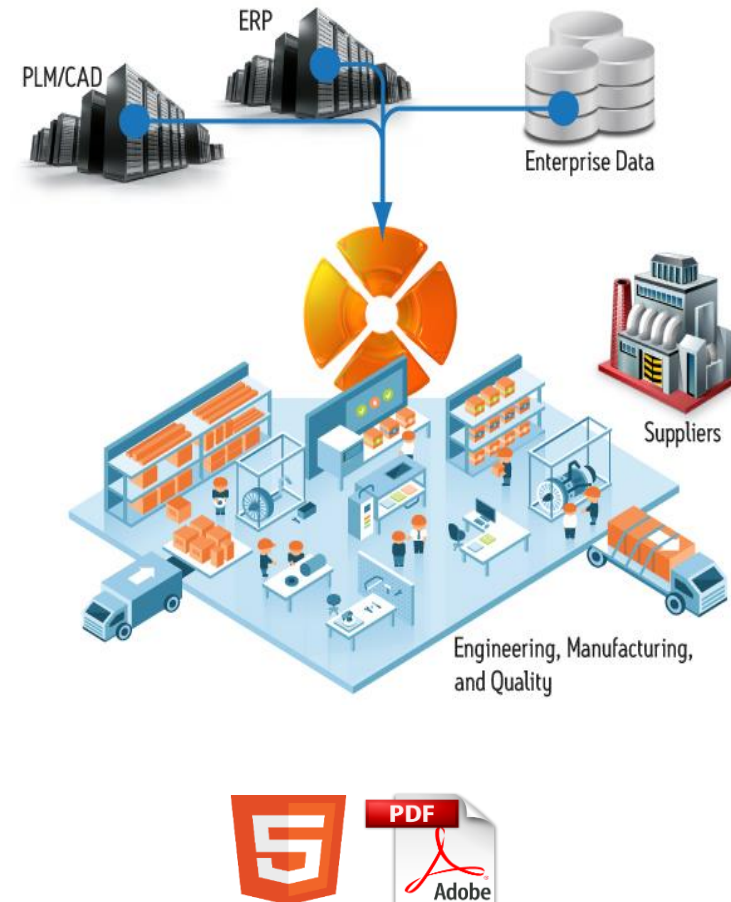 ERP
PLM/CAD
Enterprise Data
Suppliers
Engineering, Manufacturing,
and Quality
5
PDF
Adobe